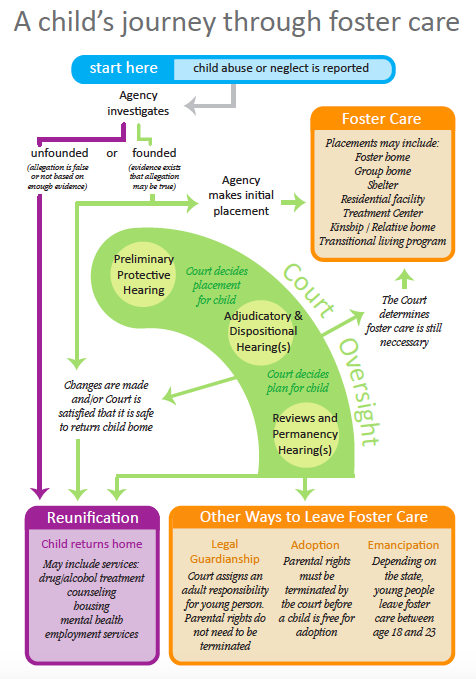 A child's journey through foster care
start here
child abuse or neglect is reported
Agency
investigates
unfounded
(allegation is false
or not based on
enough evidence)
or
founded
(evidence exists
that allegation
may be true)
Agency
makes initial
placement
Foster Care
Placements may include:
Foster home
Group home
Shelter
Residential facility
Treatment Center
Kinship / Relative home
Transitional living program
Court Oversight
Preliminary
Protective
Hearing
Court decides
placement
for child
Adjudicatory &
Dispositional
Hearing(s)
The Court
determines
foster care is still
neccessary
Court decides
plan for child
Changes are made
and/or Court is
satisfied that it is safe
to return child home
Reviews and
Permanency
Hearing(s)
Reunification
Child returns home
May include services:
drug/alcohol treatment
counseling
housing
mental health
employment services
Other Ways to Leave Foster Care
Legal
Guardianship
Court assigns an
adult responsibility
for young person.
Parental rights do
not need to be
terminated
Adoption
Parental rights
must be
terminated by
the court before
a child is free for
adoption
Emancipation
Depending on
the state,
young people
leave foster
care between
age 18 and 23